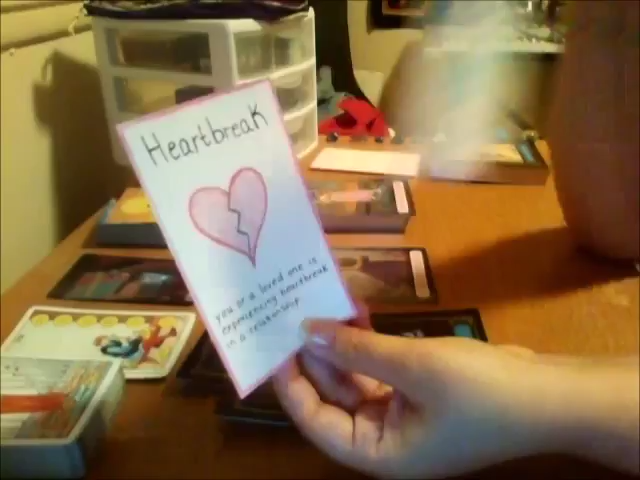 Heartbreak
you or a loved one is
experiencing heartbreak
in a relationship